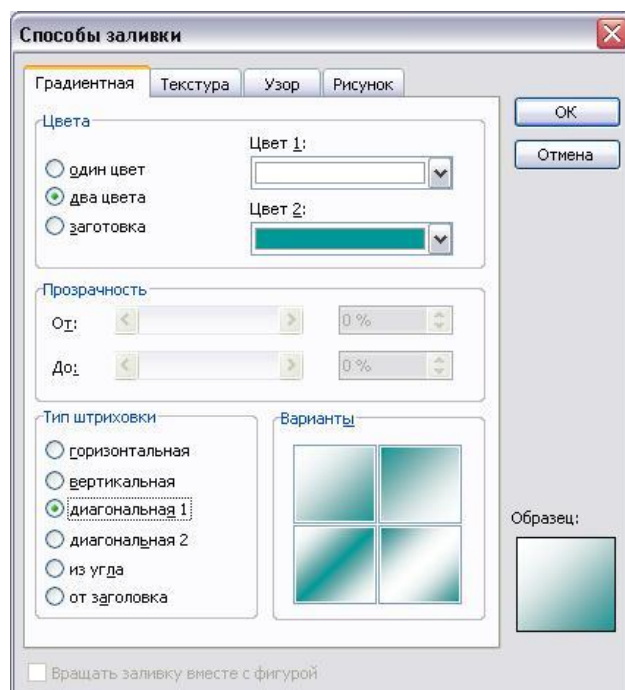 Способы заливки
Градиентная Текстура Узор Рисунок
ОК
Отмена
Цвета
один цвет
два цвета
заготовка
Цвет 1:
Цвет 2:
Прозрачность
От: 0 %
До: 0 %
Тип штриховки
горизонтальная
вертикальная
диагональная 1
диагональная 2
из угла
от заголовка
Варианты
Образец:
Вращать заливку вместе с фигурой